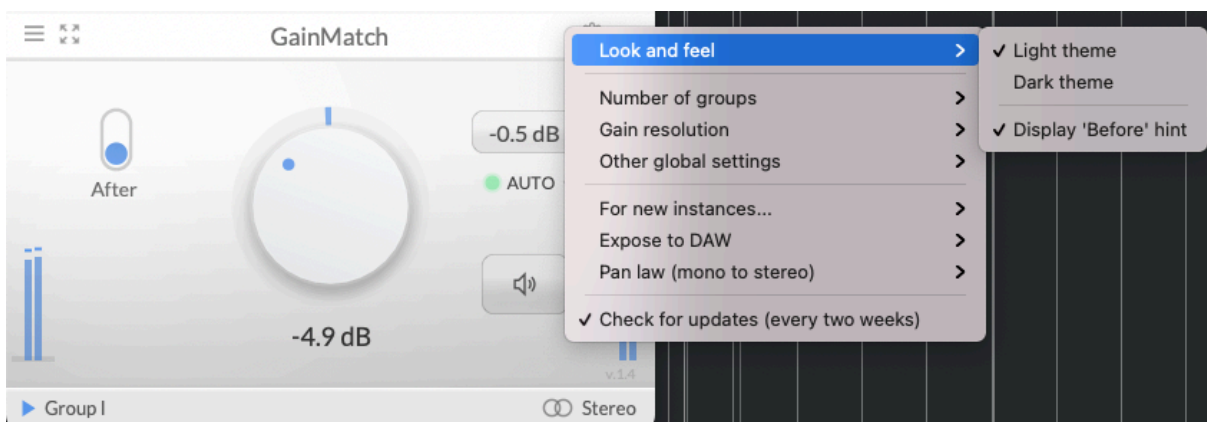 GainMatch
After
-0.5 dB
AUTO
-4.9 dB
v.1.4
Group I
Stereo
Look and feel
Number of groups
Gain resolution
Other global settings
For new instances...
Expose to DAW
Pan law (mono to stereo)
Check for updates (every two weeks)
Light theme
Dark theme
Display 'Before' hint